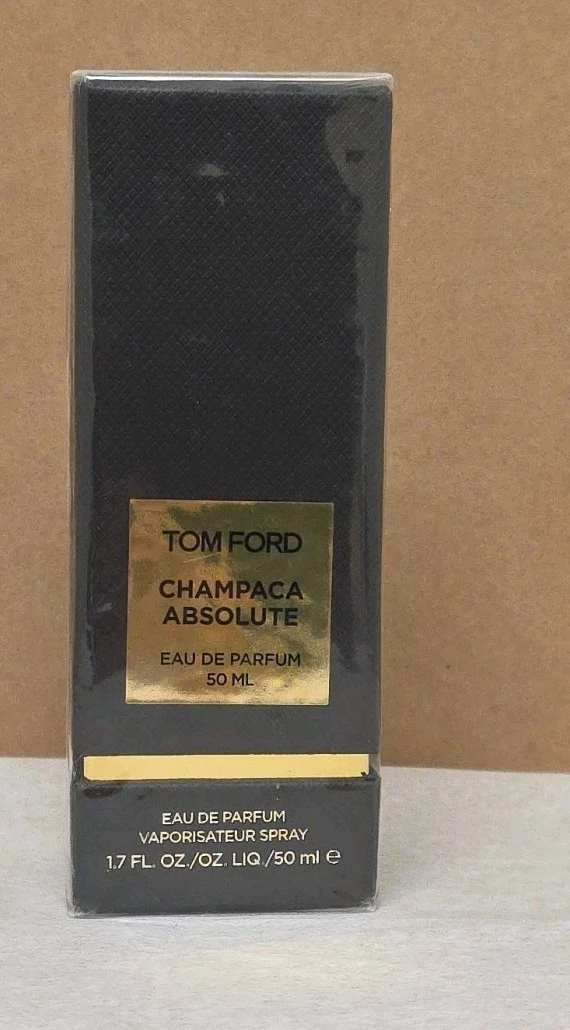 TOM FORD
CHAMPACA
ABSOLUTE
EAU DE PARFUM
50 ML
EAU DE PARFUM
VAPORISATEUR SPRAY
1.7 FL. OZ./OZ. LIQ./50 ml ℮